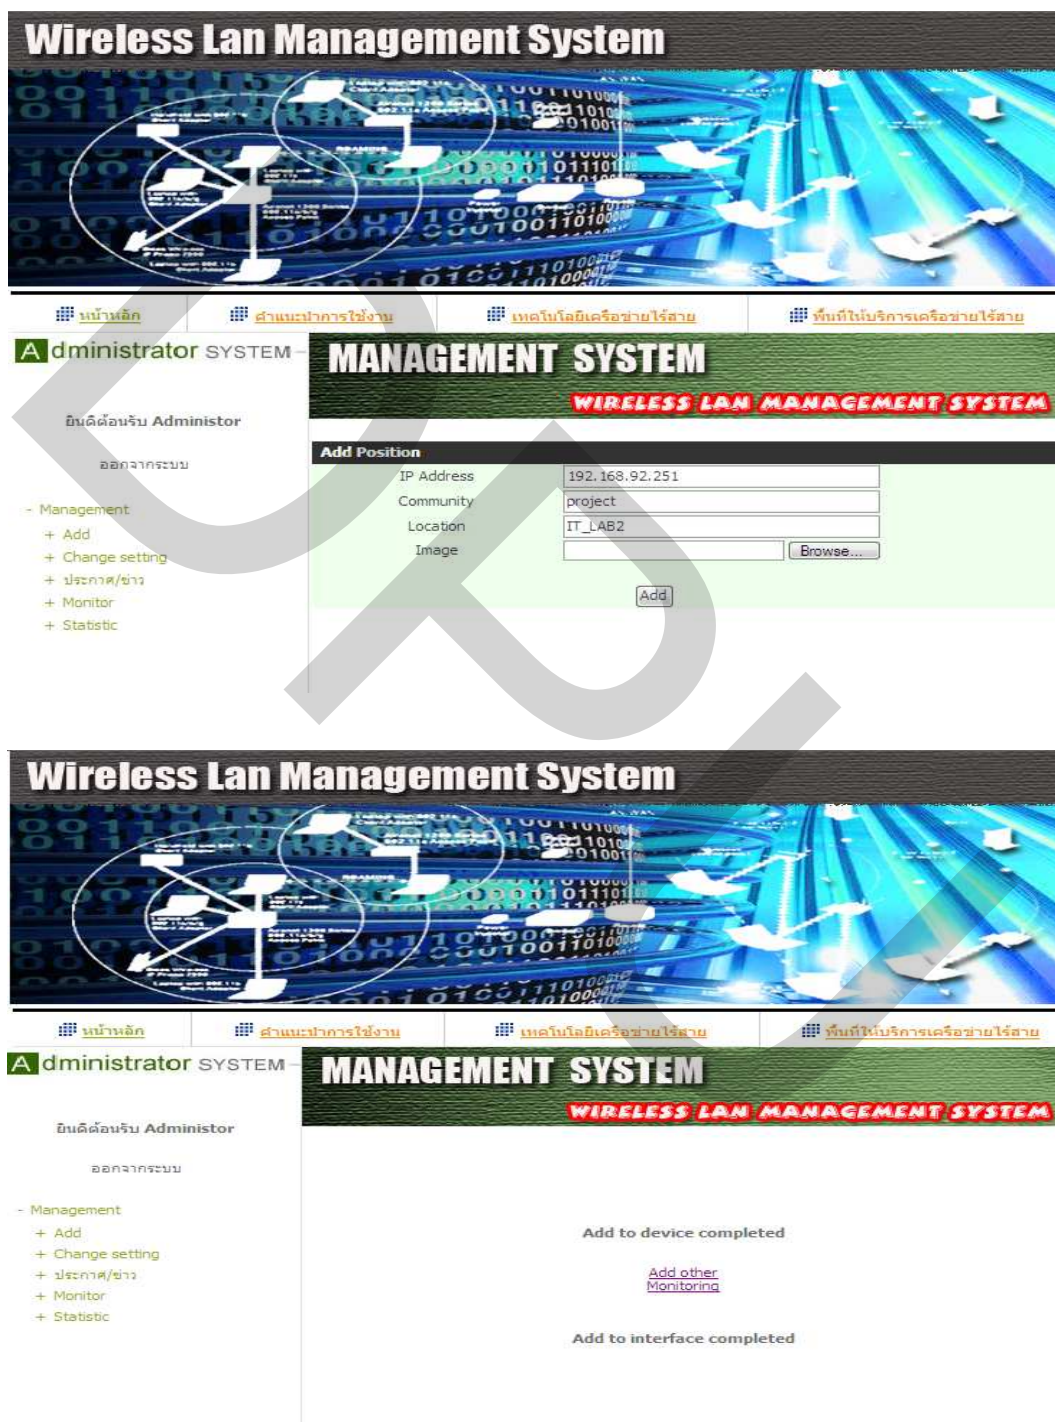 Wireless Lan Management System
หน้าหลัก
คำแนะนำการใช้งาน
เทคโนโลยีเครือข่ายไร้สาย
พื้นที่ให้บริการเครือข่ายไร้สาย
Administrator SYSTEM
MANAGEMENT SYSTEM
WIRELESS LAN MANAGEMENT SYSTEM
ยินดีต้อนรับ Administor
ออกจากระบบ
- Management
+ Add
+ Change setting
+ ประกาศ/ข่าว
+ Monitor
+ Statistic
Add Position
IP Address 192.168.92.251
Community project
Location IT_LAB2
Image Browse...
Add
Wireless Lan Management System
หน้าหลัก
คำแนะนำการใช้งาน
เทคโนโลยีเครือข่ายไร้สาย
พื้นที่ให้บริการเครือข่ายไร้สาย
Administrator SYSTEM
MANAGEMENT SYSTEM
WIRELESS LAN MANAGEMENT SYSTEM
ยินดีต้อนรับ Administor
ออกจากระบบ
- Management
+ Add
+ Change setting
+ ประกาศ/ข่าว
+ Monitor
+ Statistic
Add to device completed
Add other
Monitoring
Add to interface completed
DPU